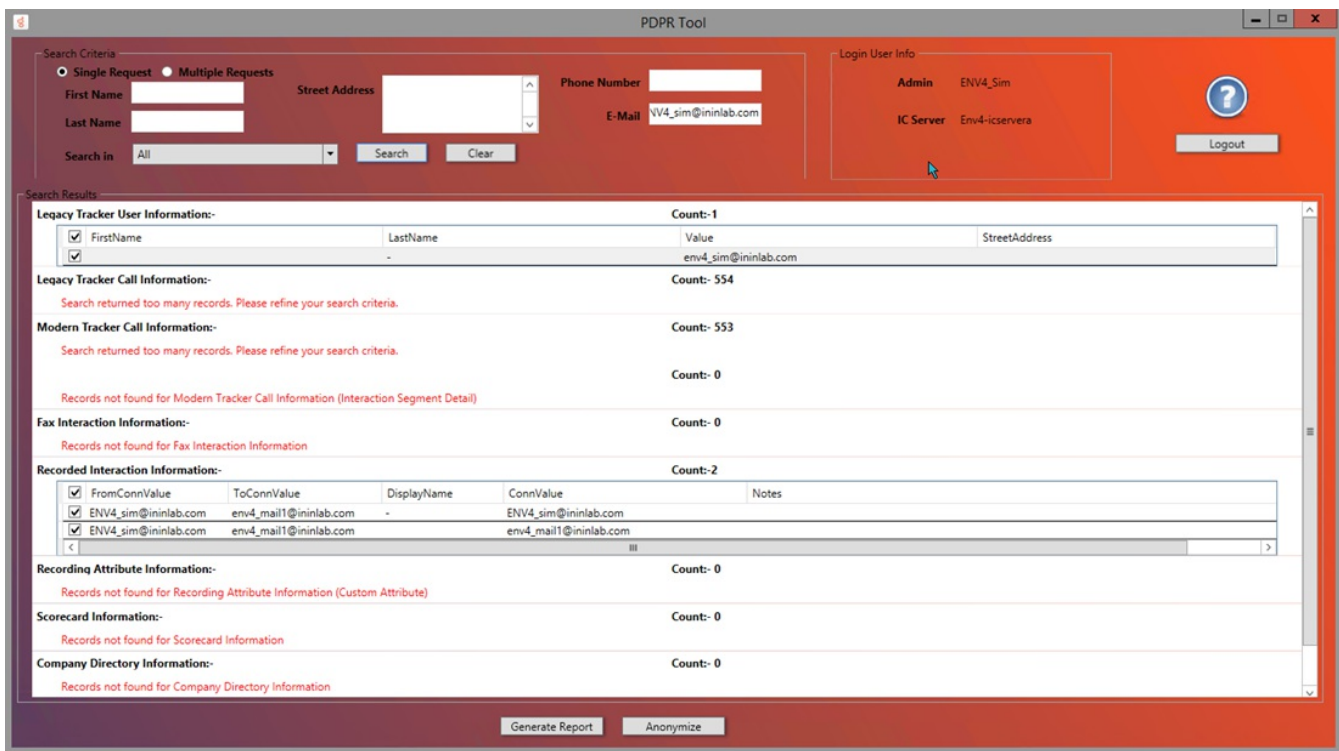 PDPR Tool
Search Criteria
Single Request Multiple Requests
First Name
Last Name
Street Address
Phone Number
E-Mail NV4_sim@ininlab.com
Search in All Search Clear
Login User Info
Admin ENV4_Sim
IC Server Env4-icservera
?
Logout
Search Results
Legacy Tracker User Information:- Count:-1
FirstName LastName Value StreetAddress
- env4_sim@ininlab.com
Legacy Tracker Call Information:- Count:- 554
Search returned too many records. Please refine your search criteria.
Modern Tracker Call Information:- Count:- 553
Search returned too many records. Please refine your search criteria.
Count:- 0
Records not found for Modern Tracker Call Information (Interaction Segment Detail)
Fax Interaction Information:- Count:- 0
Records not found for Fax Interaction Information
Recorded Interaction Information:- Count:-2
FromConnValue ToConnValue DisplayName ConnValue Notes
ENV4_sim@ininlab.com env4_mail1@ininlab.com - ENV4_sim@ininlab.com
ENV4_sim@ininlab.com env4_mail1@ininlab.com env4_mail1@ininlab.com
Recording Attribute Information:- Count:- 0
Records not found for Recording Attribute Information (Custom Attribute)
Scorecard Information:- Count:- 0
Records not found for Scorecard Information
Company Directory Information:- Count:- 0
Records not found for Company Directory Information
Generate Report Anonymize